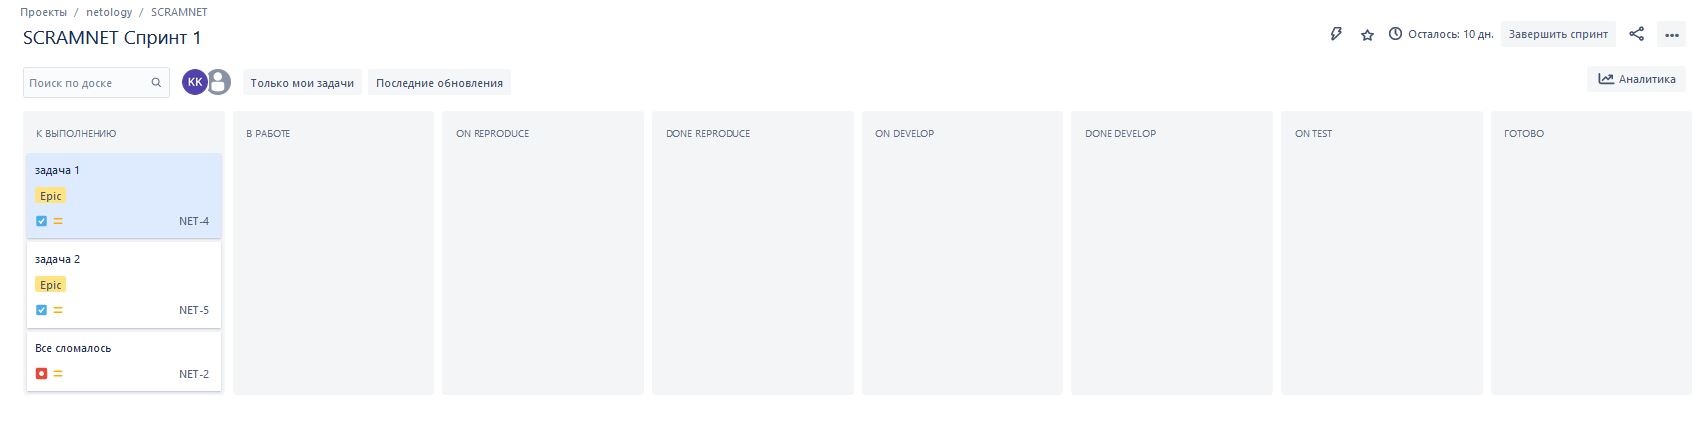 Проекты / netology / SCRAMNET
SCRAMNET Спринт 1
Осталось: 10 дн.
Завершить спринт
Поиск по доске
КК
Только мои задачи
Последние обновления
Аналитика
К ВЫПОЛНЕНИЮ
В РАБОТЕ
ON REPRODUCE
DONE REPRODUCE
ON DEVELOP
DONE DEVELOP
ON TEST
ГОТОВО
задача 1
Epic
NET-4
задача 2
Epic
NET-5
Все сломалось
NET-2